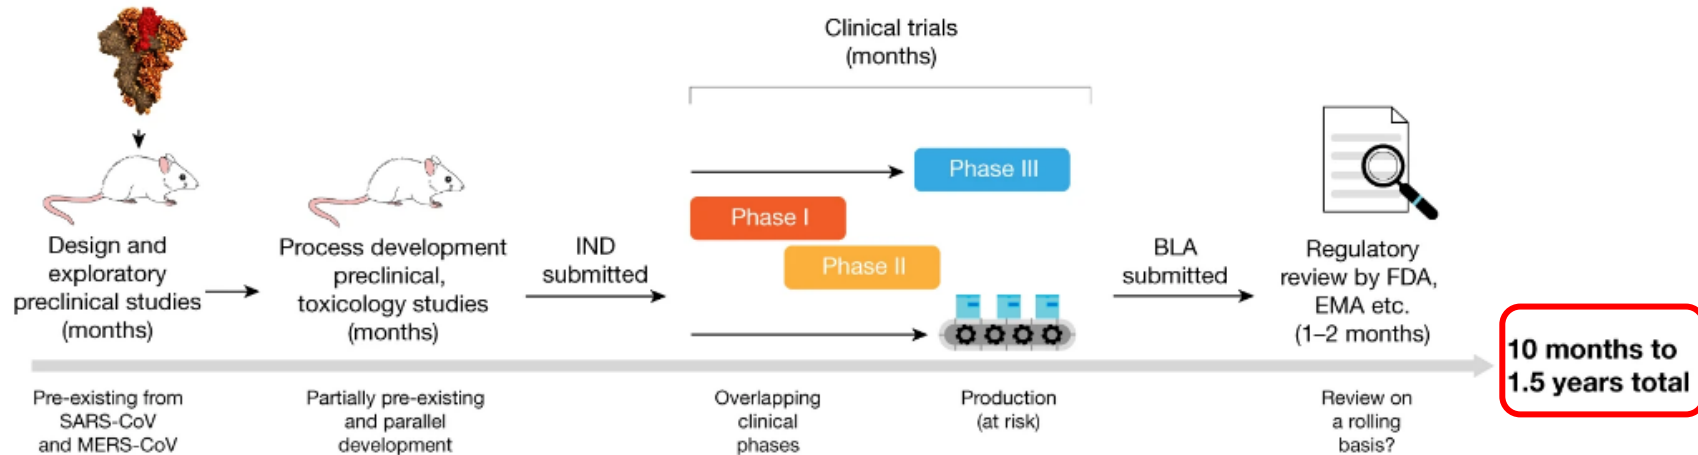 Clinical trials
(months)
Phase III
Phase I
Phase II
Design and
exploratory
preclinical studies
(months)
Process development
preclinical,
toxicology studies
(months)
IND
submitted
BLA
submitted
Regulatory
review by FDA,
EMA etc.
(1–2 months)
10 months to
1.5 years total
Pre-existing from
SARS-CoV
and MERS-CoV
Partially pre-existing
and parallel
development
Overlapping
clinical
phases
Production
(at risk)
Review on
a rolling
basis?